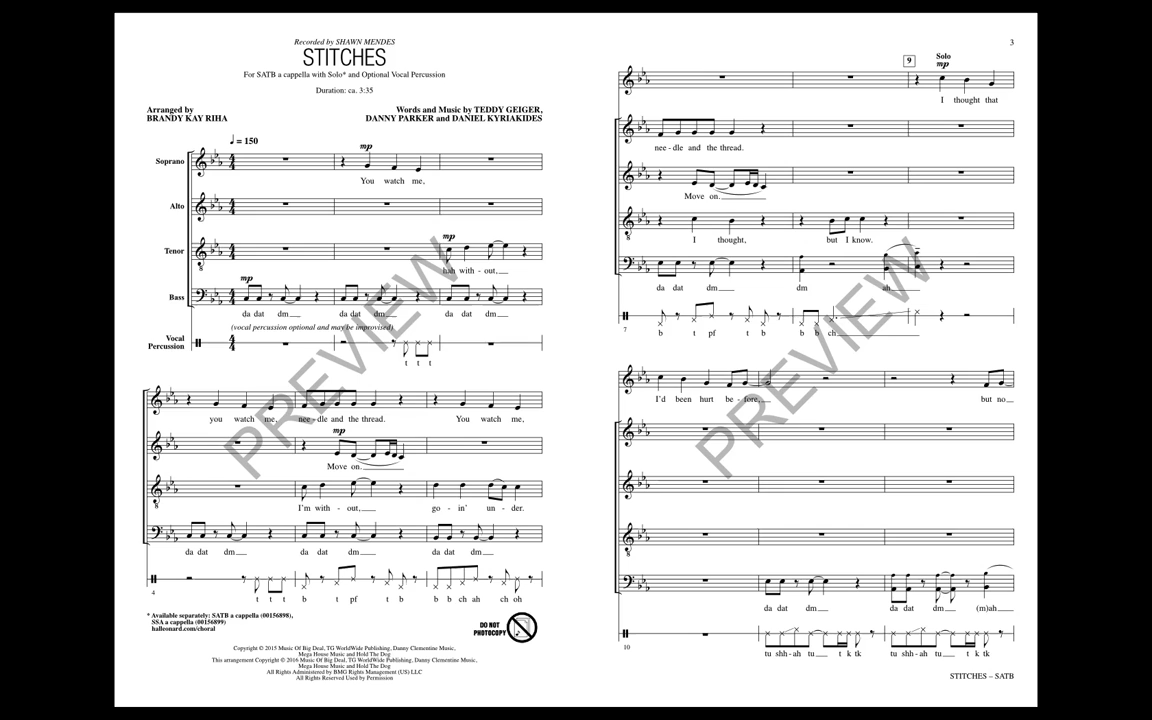 Recorded by SHAWN MENDES
STITCHES
For SATB a cappella with Solo* and Optional Vocal Percussion
Duration: ca. 3:35
Arranged by
BRANDY KAY RIHA
Words and Music by TEDDY GEIGER,
DANNY PARKER and DANIEL KYRIAKIDES
♩ = 150
mp
Soprano
You watch me,
Alto
mp
Tenor
hah with - out,
mp
Bass
da dat dm da dat dm da dat dm
(vocal percussion optional and may be improvised)
Vocal
Percussion
t t t
you watch me, nee - dle and the thread. You watch me,
mp
Move on.
I'm with - out, go - in' un - der.
da dat dm da dat dm da dat dm
4
t t t b t pf t b b b ch ah ch oh
* Available separately: SATB a cappella (00156898),
SSA a cappella (00156899)
halleonard.com/choral
DO NOT
PHOTOCOPY
Copyright © 2015 Music Of Big Deal, TG WorldWide Publishing, Danny Clementine Music,
Mega House Music and Hold The Dog
This arrangement Copyright © 2016 Music Of Big Deal, TG WorldWide Publishing, Danny Clementine Music,
Mega House Music and Hold The Dog
All Rights Administered by BMG Rights Management (US) LLC
All Rights Reserved Used by Permission
PREVIEW
3
9
Solo
mp
I thought that
nee - dle and the thread.
Move on.
I thought, but I know.
da dat dm dm ah
7
b t pf t b b b ch
I'd been hurt be - fore, but no
da dat dm da dat dm (m)ah
10
tu shh - ah tu t k tk tu shh - ah tu t k tk
STITCHES – SATB
PREVIEW